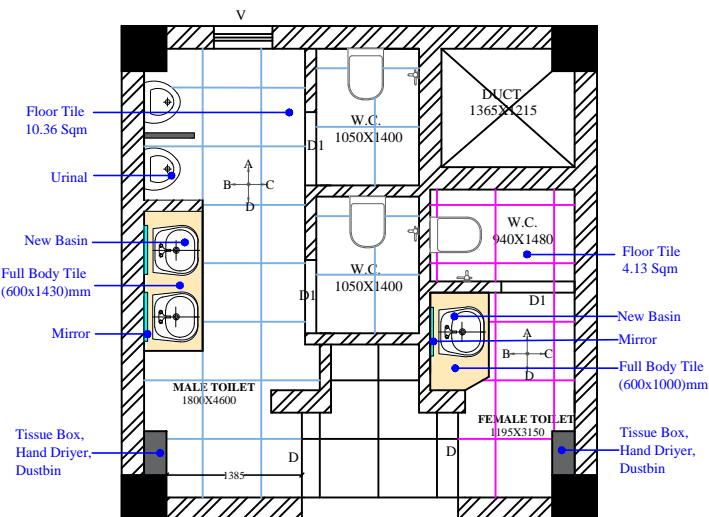 V
Floor Tile
10.36 Sqm
Urinal
New Basin
Full Body Tile
(600x1430)mm
Mirror
Tissue Box,
Hand Driyer,
Dustbin
W.C.
1050X1400
D1
A
B C
D
W.C.
1050X1400
D1
MALE TOILET
1800X4600
1385
D
DUCT
1365X1215
W.C.
940X1480
D1
A
B C
D
FEMALE TOILET
1195X3150
D
Floor Tile
4.13 Sqm
New Basin
Mirror
Full Body Tile
(600x1000)mm
Tissue Box,
Hand Driyer,
Dustbin